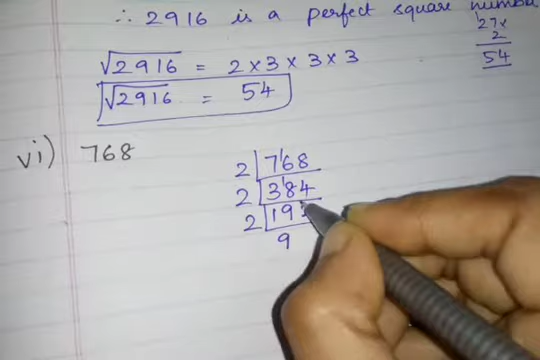 ∴ 2916 is a perfect square
27×
2
54
√2916 = 2 × 3 × 3 × 3
√2916 = 54
vi) 768
2 | 768
2 | 384
2 | 19
9